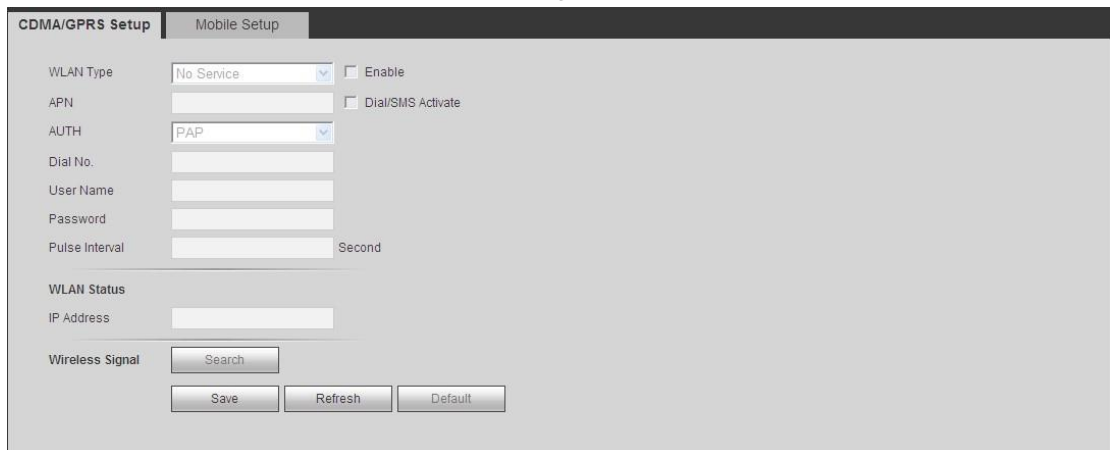 CDMA/GPRS Setup Mobile Setup
WLAN Type No Service Enable
APN Dial/SMS Activate
AUTH PAP
Dial No.
User Name
Password
Pulse Interval Second
WLAN Status
IP Address
Wireless Signal Search
Save Refresh Default